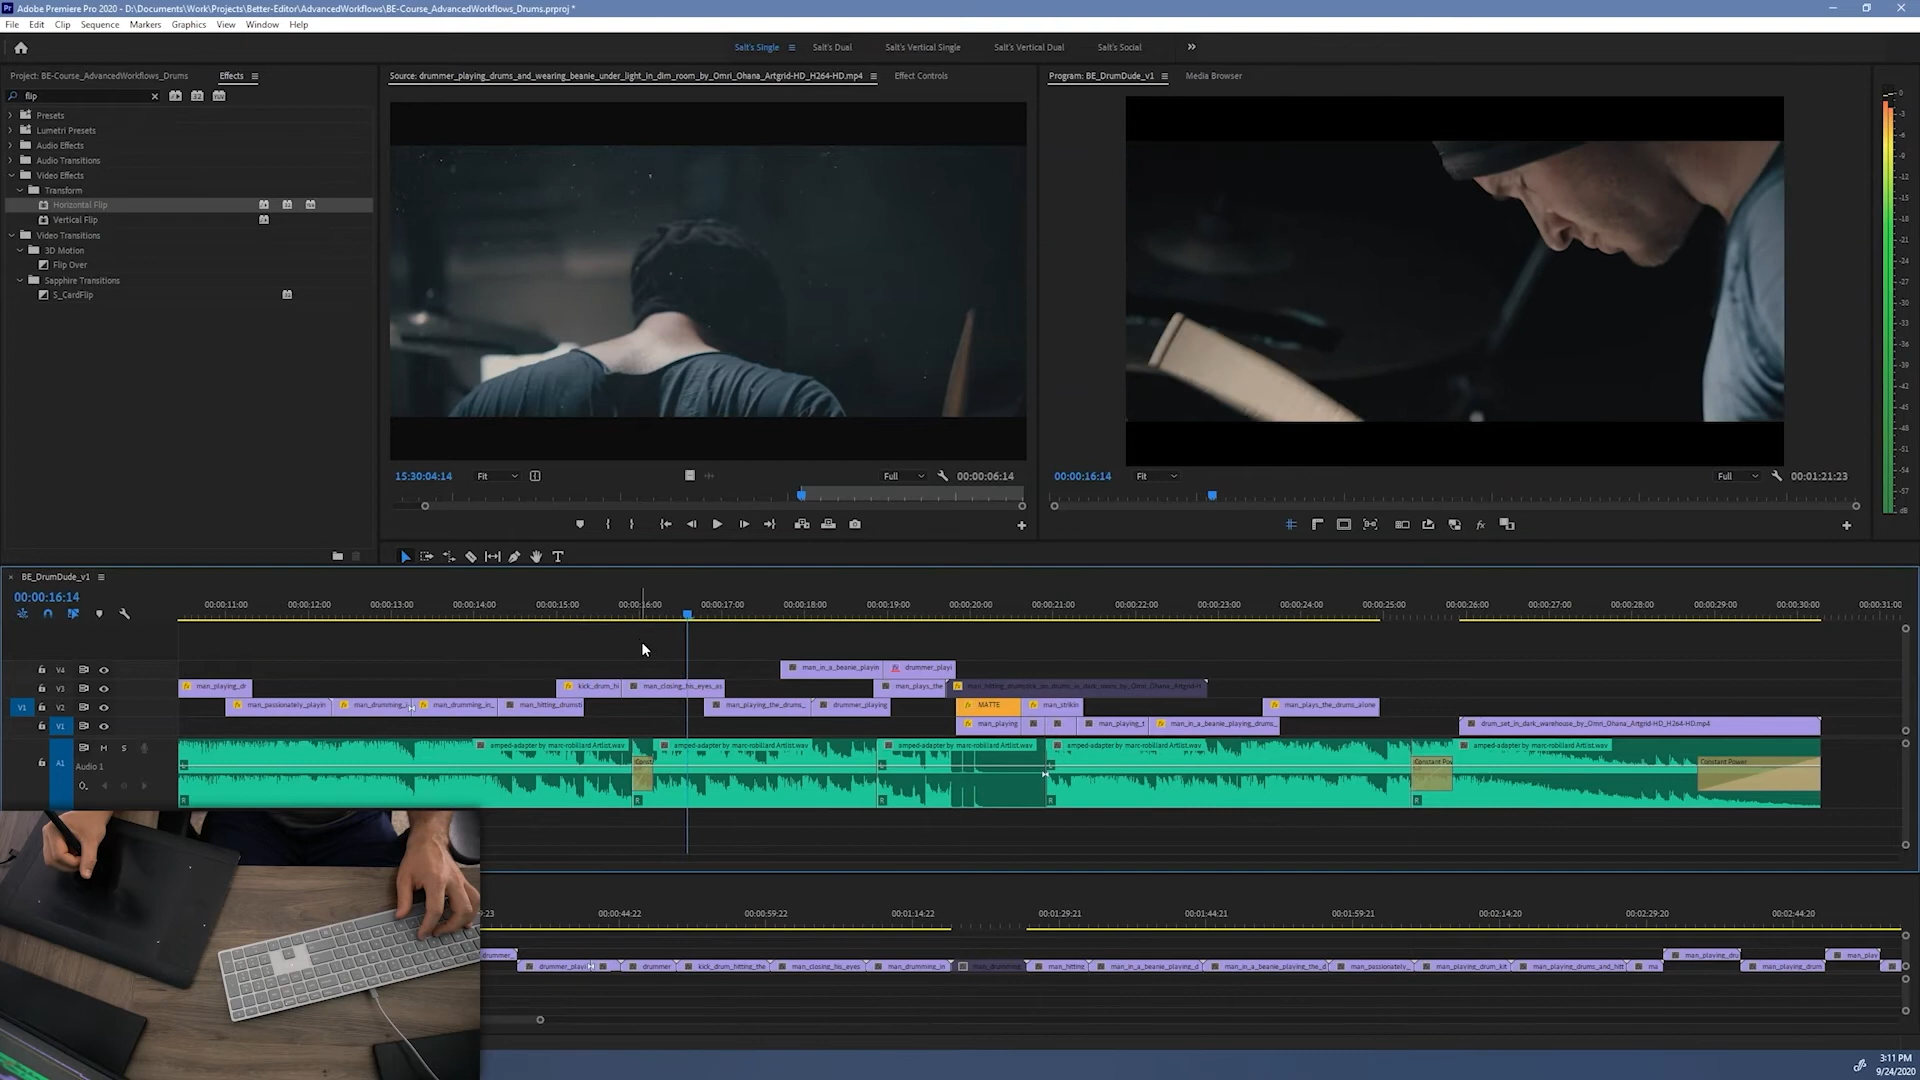 Adobe Premiere Pro 2020 - D:\Documents\Work\Projects\Better-Editor\AdvancedWorkflows\BE-Course_AdvancedWorkflows_Drums.prproj *
File Edit Clip Sequence Markers Graphics View Window Help
Salt's Single Salt's Dual Salt's Vertical Single Salt's Vertical Dual Salt's Social
Project: BE-Course_AdvancedWorkflows_Drums Effects
flip
Presets
Lumetri Presets
Audio Effects
Audio Transitions
Video Effects
Transform
Horizontal Flip
Vertical Flip
Video Transitions
3D Motion
Flip Over
Sapphire Transitions
S_CardFlip
Source: drummer_playing_drums_and_wearing_beanie_under_light_in_dim_room_by_Omri_Ohana_Artgrid-HD_H264-HD.mp4 Effect Controls
15:30:04:14 Fit Full 00:00:06:14
Program: BE_DrumDude_v1 Media Browser
00:00:16:14 Fit Full 00:01:21:23
BE_DrumDude_v1
00:00:16:14
00:00:11:00 00:00:12:00 00:00:13:00 00:00:14:00 00:00:15:00 00:00:16:00 00:00:17:00 00:00:18:00 00:00:19:00 00:00:20:00 00:00:21:00 00:00:22:00 00:00:23:00 00:00:24:00 00:00:25:00 00:00:26:00 00:00:27:00 00:00:28:00 00:00:29:00 00:00:30:00 00:00:31:00
V4 man_in_a_beanie_playin drummer_playi
V3 man_playing_dr kick_drum_hi man_closing_his_eyes_as man_plays_the
V1 V2 man_passionately_playin man_drumming_ man_drumming_in_ man_hitting_drumsti man_playing_the_drums_ drummer_playing MATTE man_strikin man_plays_the_drums_alone
V1 man_playing man_playing_t man_in_a_beanie_playing_drums_ drum_set_in_dark_warehouse_by_Omri_Ohana_Artgrid-HD_H264-HD.mp4
A1 M S amped-adapter by marc-robillard Artlist.wav amped-adapter by marc-robillard Artlist.wav amped-adapter by marc-robillard Artlist.wav amped-adapter by marc-robillard Artlist.wav amped-adapter by marc-robillard Artlist.wav
Audio 1 Const Constant Pow Constant Power
9:23 00:00:44:22 00:00:59:22 00:01:14:22 00:01:29:21 00:01:44:21 00:01:59:21 00:02:14:20 00:02:29:20 00:02:44:20
drummer_ man_playing_dru man_play
drummer_playi drummer kick_drum_hitting_the man_closing_his_eyes man_drumming_in man_hitting man_in_a_beanie_playing_d man_in_a_beanie_playing_the_d man_passionately_ man_playing_drum_kit man_playing_drums_and_hitt ma man_playing_drum
3:11 PM
9/24/2020